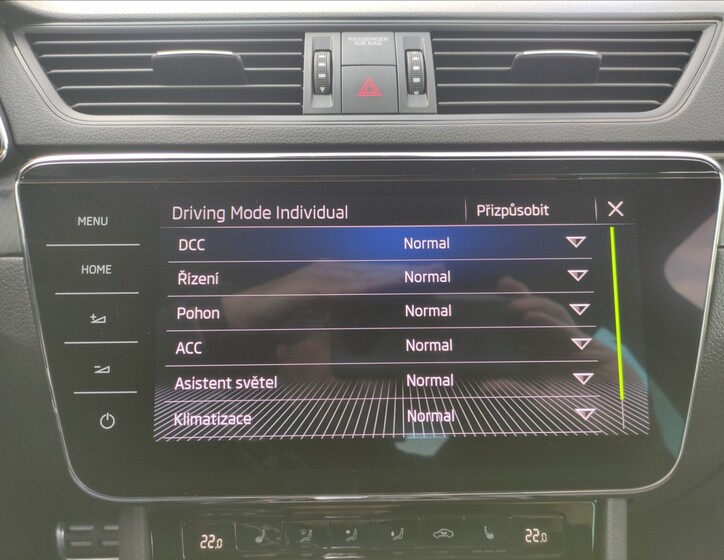 PASSENGER
AIR BAG
MENU
HOME
Driving Mode Individual Přizpůsobit
DCC Normal
Řízení Normal
Pohon Normal
ACC Normal
Asistent světel Normal
Klimatizace Normal
22.0 22.0